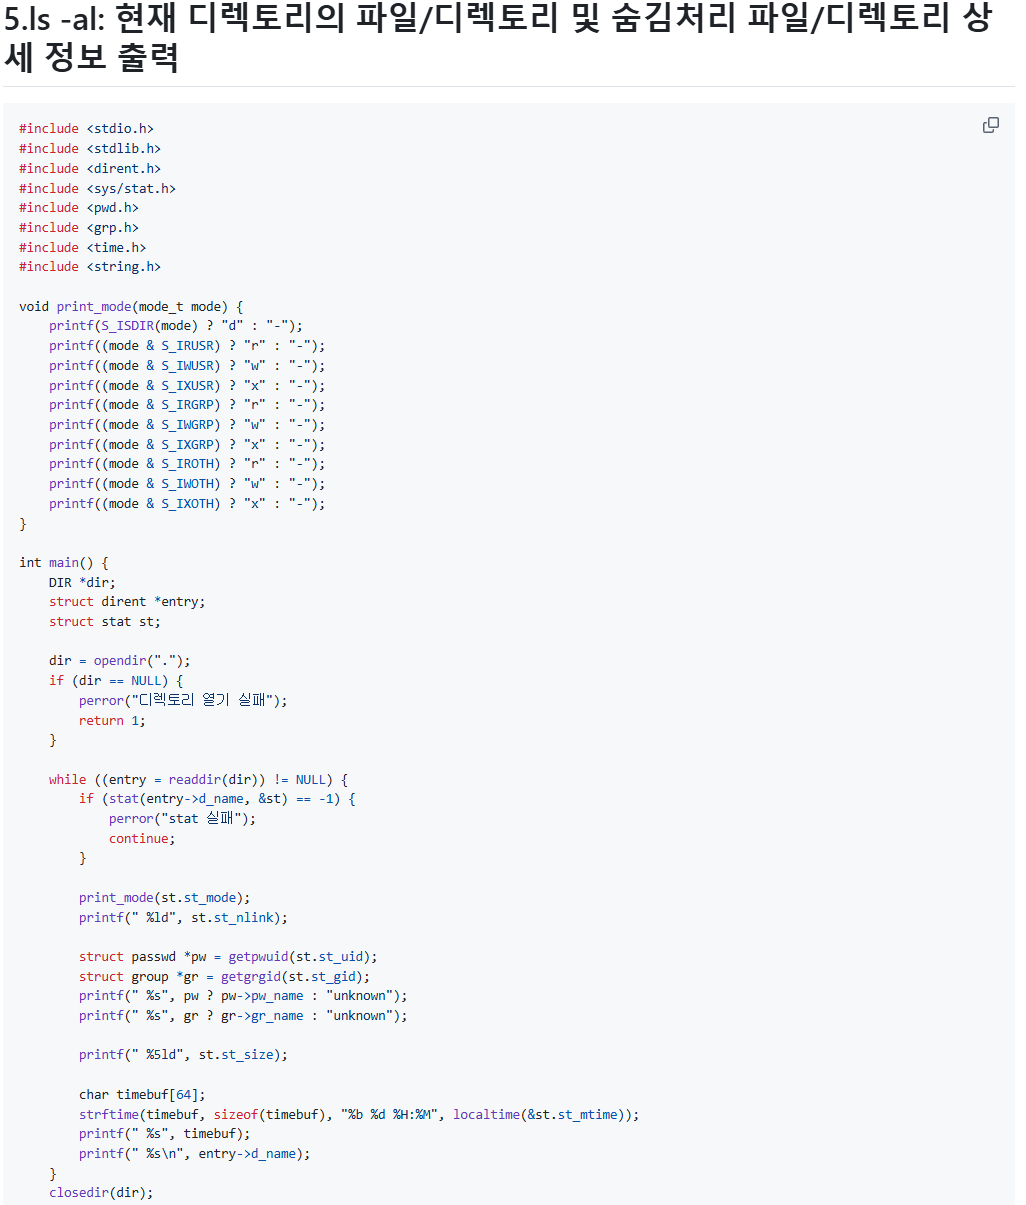 5.ls -al: 현재 디렉토리의 파일/디렉토리 및 숨김처리 파일/디렉토리 상
세 정보 출력
#include <stdio.h>
#include <stdlib.h>
#include <dirent.h>
#include <sys/stat.h>
#include <pwd.h>
#include <grp.h>
#include <time.h>
#include <string.h>

void print_mode(mode_t mode) {
    printf(S_ISDIR(mode) ? "d" : "-");
    printf((mode & S_IRUSR) ? "r" : "-");
    printf((mode & S_IWUSR) ? "w" : "-");
    printf((mode & S_IXUSR) ? "x" : "-");
    printf((mode & S_IRGRP) ? "r" : "-");
    printf((mode & S_IWGRP) ? "w" : "-");
    printf((mode & S_IXGRP) ? "x" : "-");
    printf((mode & S_IROTH) ? "r" : "-");
    printf((mode & S_IWOTH) ? "w" : "-");
    printf((mode & S_IXOTH) ? "x" : "-");
}

int main() {
    DIR *dir;
    struct dirent *entry;
    struct stat st;

    dir = opendir(".");
    if (dir == NULL) {
        perror("디렉토리 열기 실패");
        return 1;
    }

    while ((entry = readdir(dir)) != NULL) {
        if (stat(entry->d_name, &st) == -1) {
            perror("stat 실패");
            continue;
        }

        print_mode(st.st_mode);
        printf(" %ld", st.st_nlink);

        struct passwd *pw = getpwuid(st.st_uid);
        struct group *gr = getgrgid(st.st_gid);
        printf(" %s", pw ? pw->pw_name : "unknown");
        printf(" %s", gr ? gr->gr_name : "unknown");

        printf(" %5ld", st.st_size);

        char timebuf[64];
        strftime(timebuf, sizeof(timebuf), "%b %d %H:%M", localtime(&st.st_mtime));
        printf(" %s", timebuf);
        printf(" %s\n", entry->d_name);
    }
    closedir(dir);